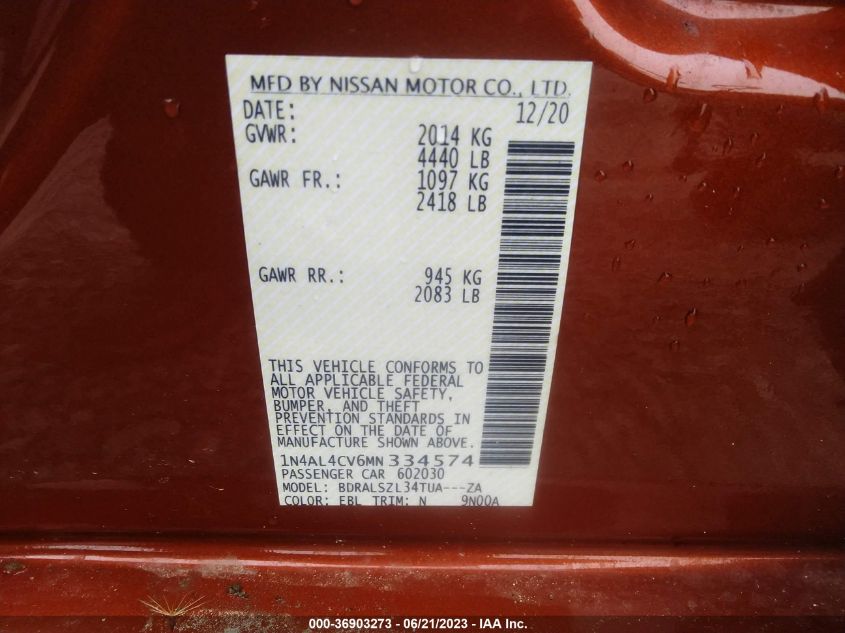 MFD BY NISSAN MOTOR CO., LTD.
DATE: 12/20
GVWR: 2014 KG
4440 LB
GAWR FR.: 1097 KG
2418 LB
GAWR RR.: 945 KG
2083 LB
THIS VEHICLE CONFORMS TO
ALL APPLICABLE FEDERAL
MOTOR VEHICLE SAFETY,
BUMPER, AND THEFT
PREVENTION STANDARDS IN
EFFECT ON THE DATE OF
MANUFACTURE SHOWN ABOVE.
1N4AL4CV6MN334574
PASSENGER CAR 602030
MODEL: BDRALSZL34TUA---ZA
COLOR: EBL TRIM: N 9N00A
000-36903273 - 06/21/2023 - IAA Inc.